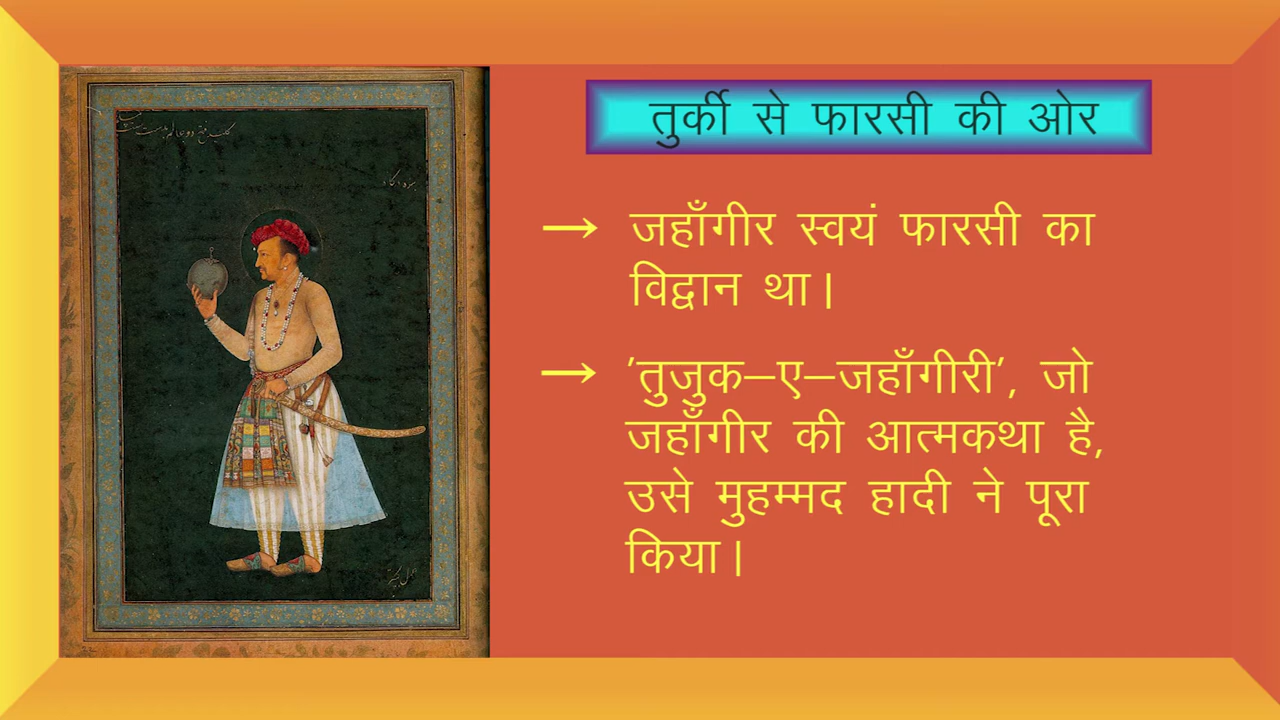 तुर्की से फारसी की ओर
→ जहाँगीर स्वयं फारसी का
विद्वान था।
→ 'तुजुक–ए–जहाँगीरी', जो
जहाँगीर की आत्मकथा है,
उसे मुहम्मद हादी ने पूरा
किया।